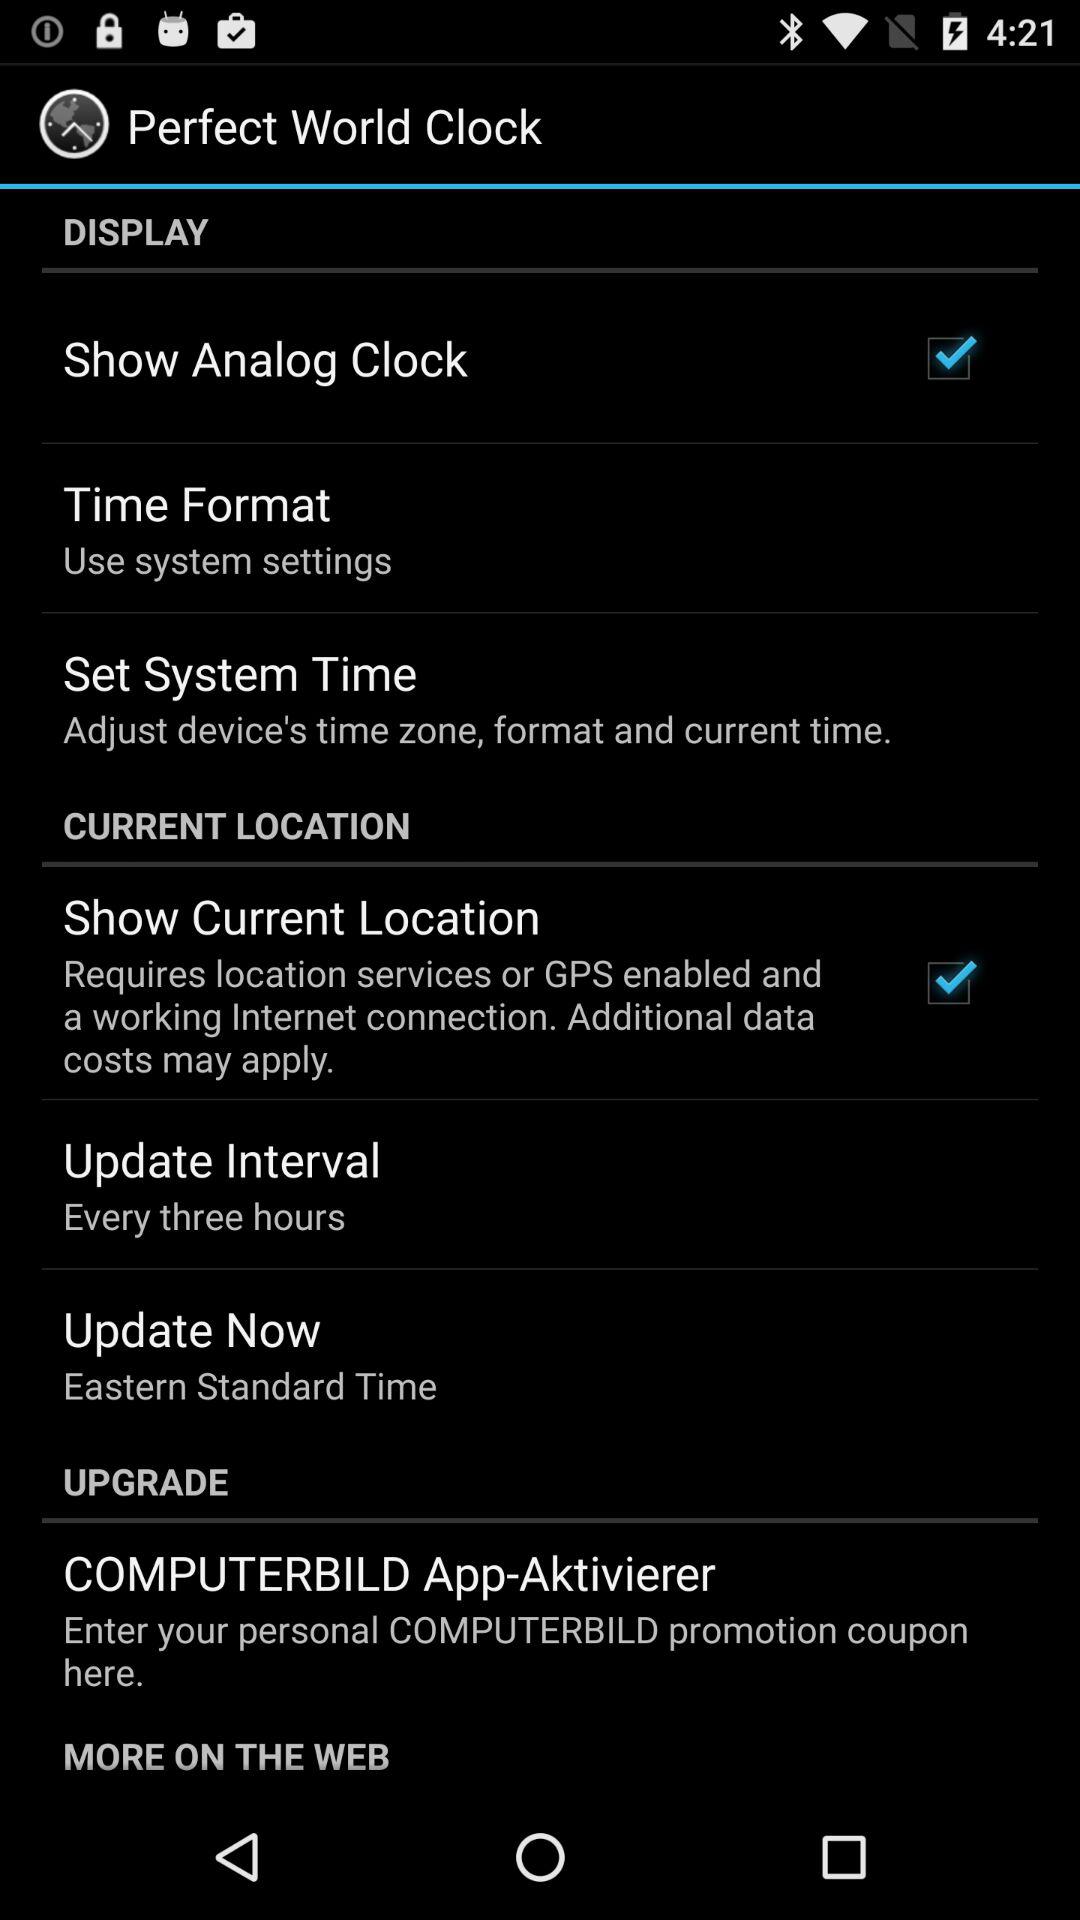 4:21
Perfect World Clock
DISPLAY
Show Analog Clock
Time Format
Use system settings
Set System Time
Adjust device's time zone, format and current time.
CURRENT LOCATION
Show Current Location
Requires location services or GPS enabled and
a working Internet connection. Additional data
costs may apply.
Update Interval
Every three hours
Update Now
Eastern Standard Time
UPGRADE
COMPUTERBILD App-Aktivierer
Enter your personal COMPUTERBILD promotion coupon
here.
MORE ON THE WEB